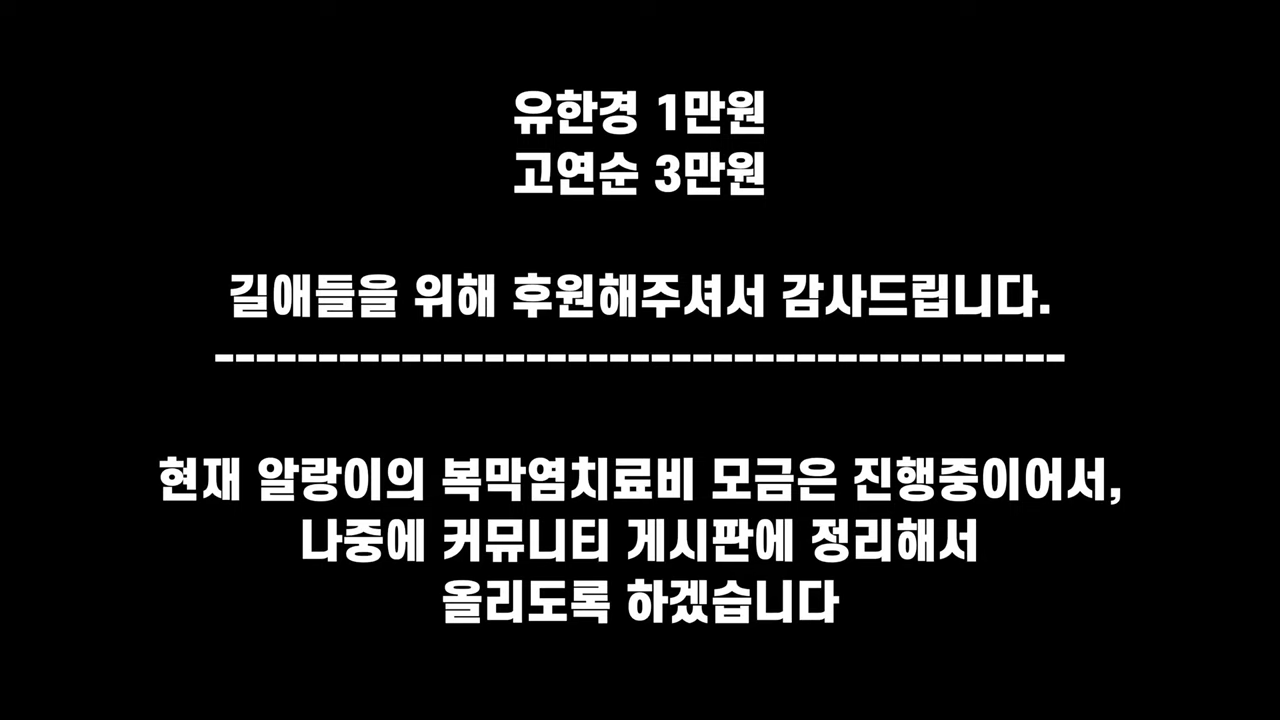 유한경 1만원
고연순 3만원
길애들을 위해 후원해주셔서 감사드립니다.
-----------------------------------------
현재 알랑이의 복막염치료비 모금은 진행중이어서,
나중에 커뮤니티 게시판에 정리해서
올리도록 하겠습니다